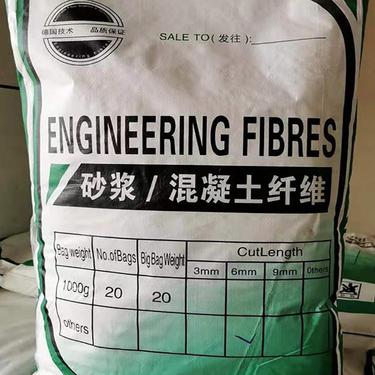 德国技术 品质保证
SALE TO(发往):
ENGINEERING FIBRES
砂浆/混凝土纤维
Bag weight No.ofBags Big Bag Weight CutLength
3mm 6mm 9mm Others
1000g 20 20
others